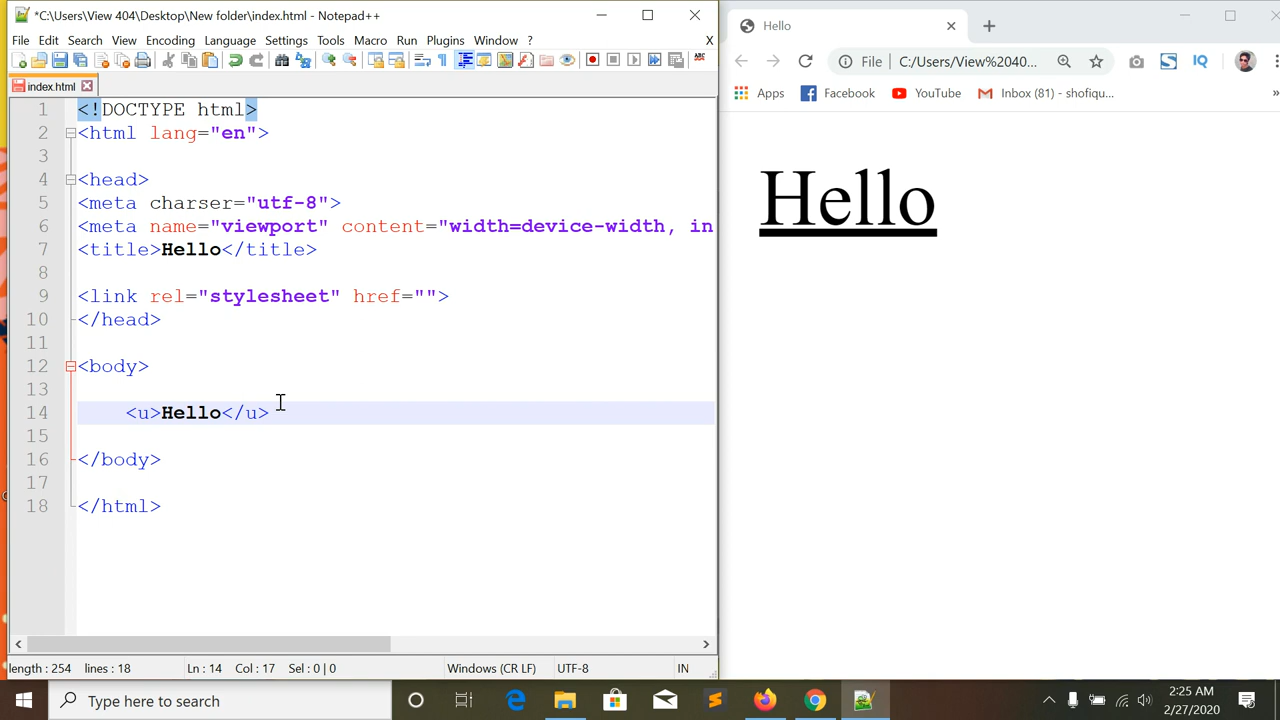 *C:\Users\View 404\Desktop\New folder\index.html - Notepad++
File Edit Search View Encoding Language Settings Tools Macro Run Plugins Window ? X
index.html
1 <!DOCTYPE html>
2 <html lang="en">
3
4 <head>
5 <meta charser="utf-8">
6 <meta name="viewport" content="width=device-width, in
7 <title>Hello</title>
8
9 <link rel="stylesheet" href="">
10 </head>
11
12 <body>
13
14 <u>Hello</u>
15
16 </body>
17
18 </html>
length : 254 lines : 18 Ln : 14 Col : 17 Sel : 0 | 0 Windows (CR LF) UTF-8 IN
Hello
File C:/Users/View%2040...
IQ
Apps Facebook YouTube Inbox (81) - shofiqu... »
Hello
Type here to search
2:25 AM
2/27/2020